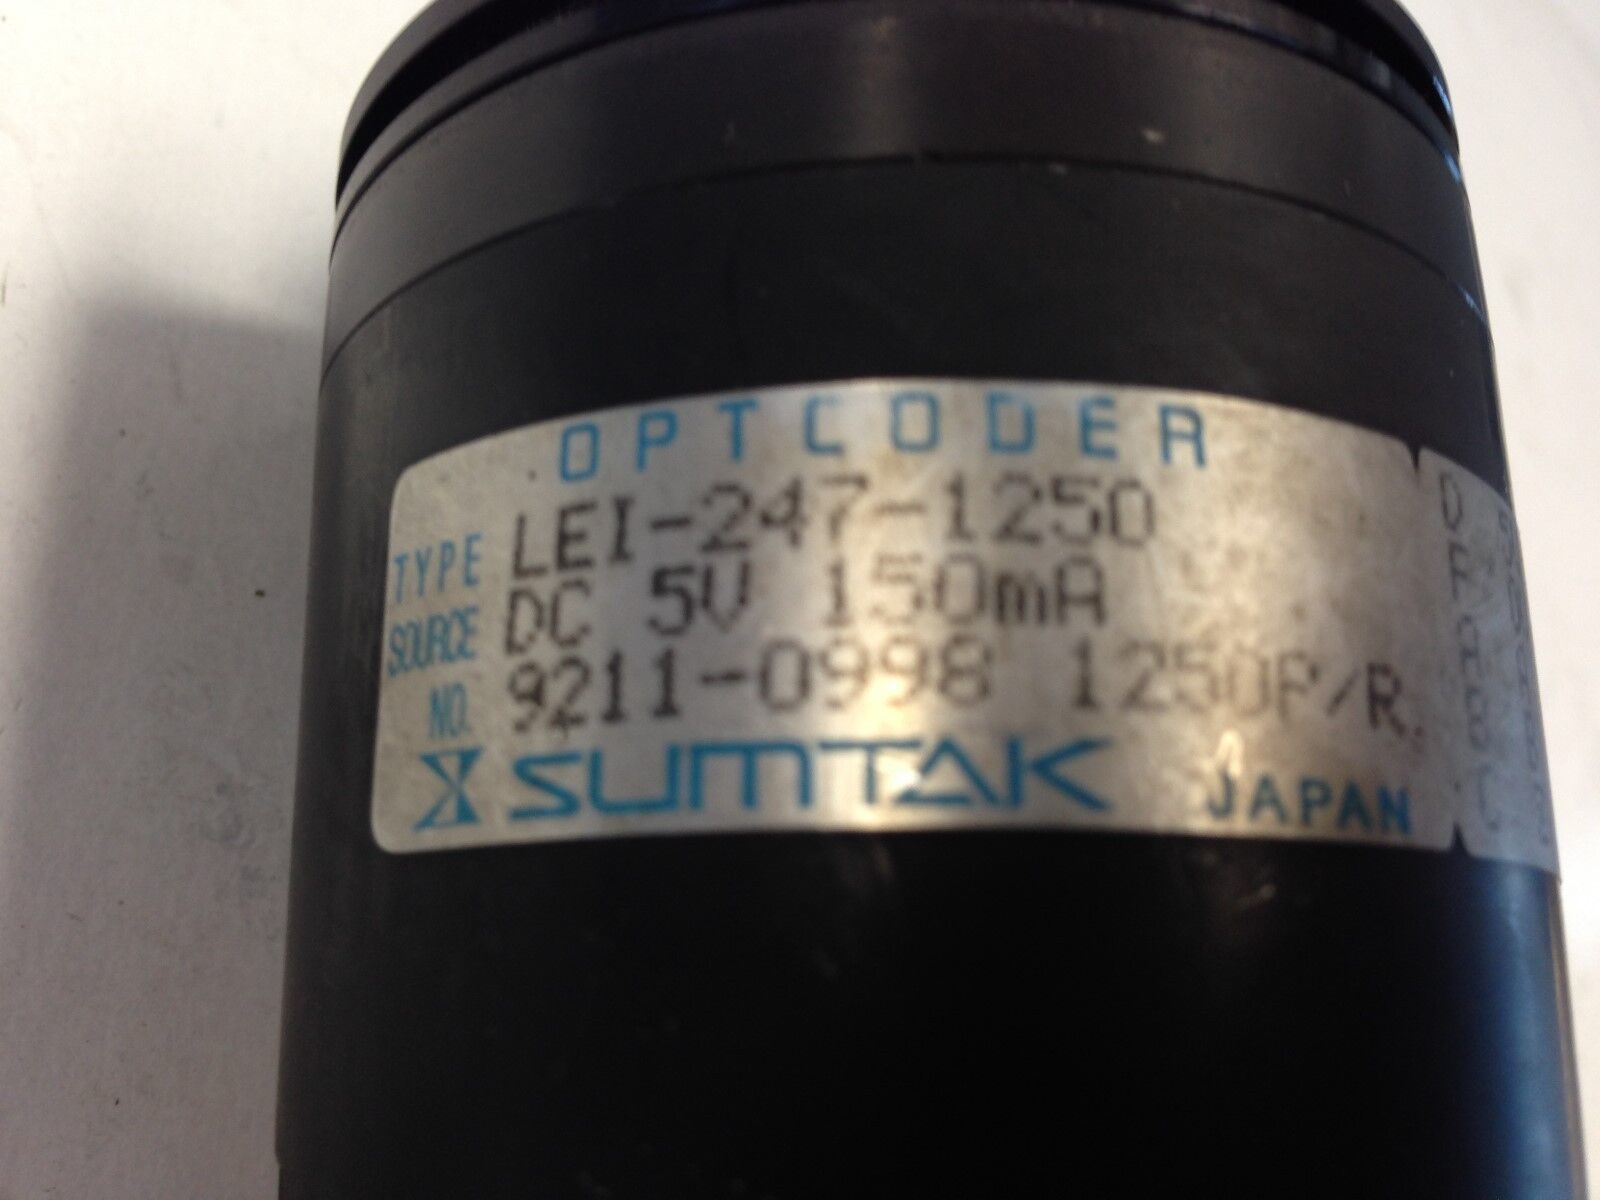 OPTCODER
TYPE LEI-247-1250
SOURCE DC 5V 150mA
NO. 9211-0998 1250P/R.
SUMTAK JAPAN